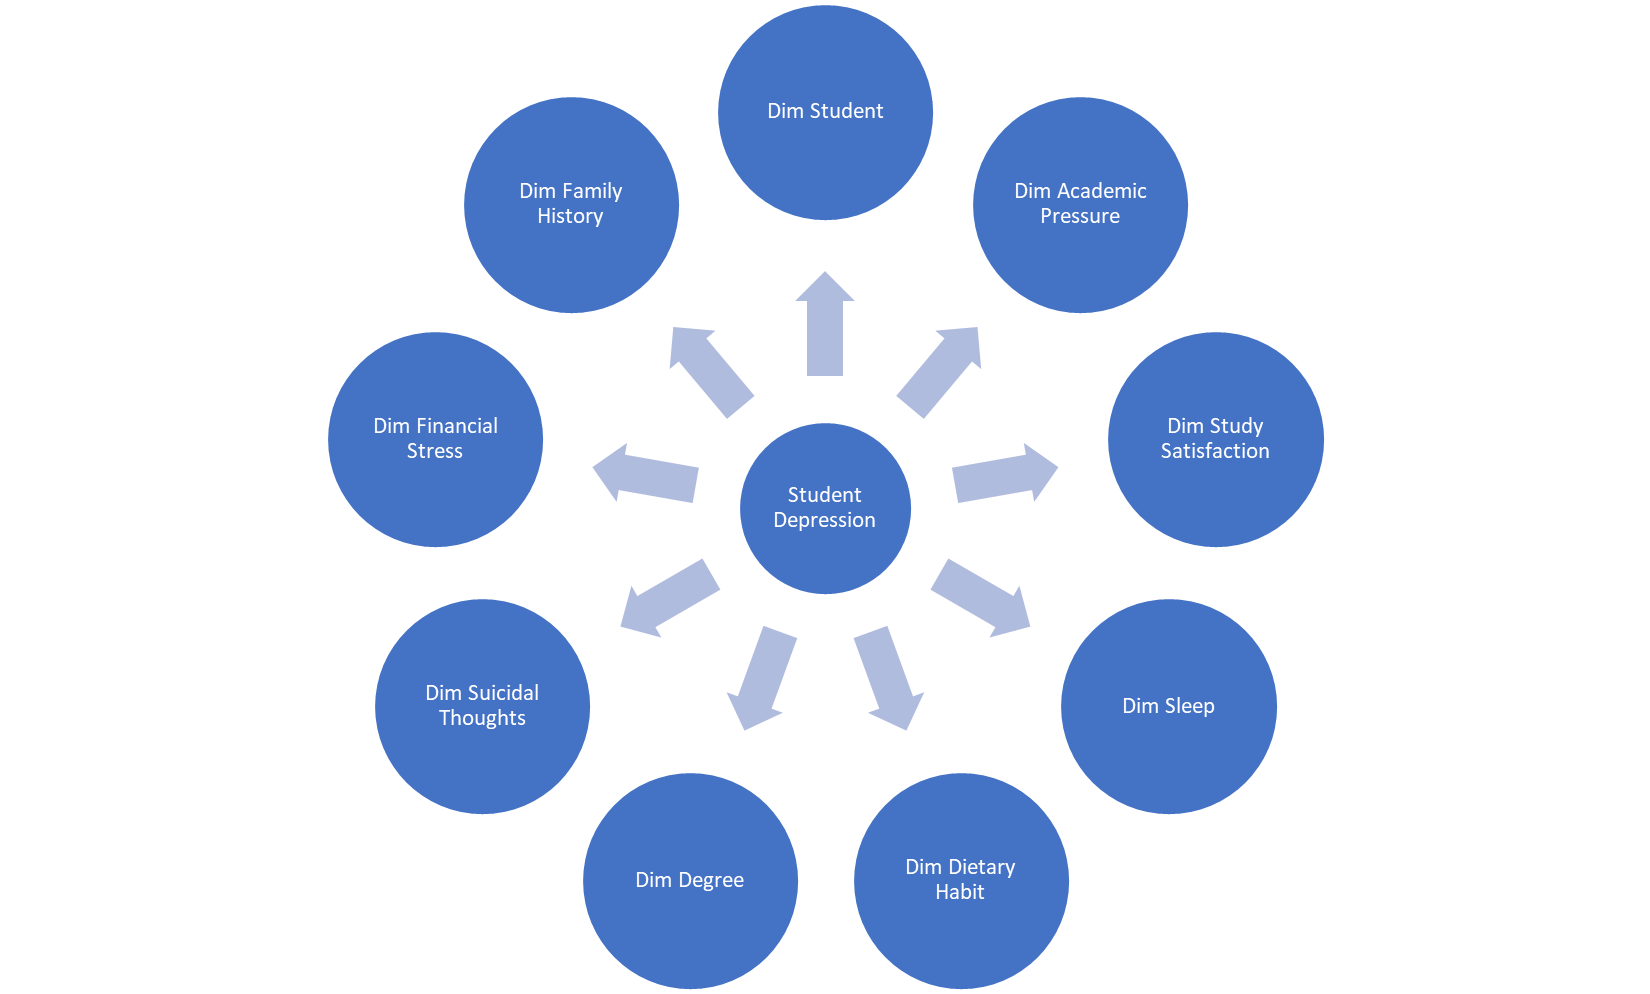 Dim Student
Dim Academic
Pressure
Dim Study
Satisfaction
Dim Sleep
Dim Dietary
Habit
Dim Degree
Dim Suicidal
Thoughts
Dim Financial
Stress
Dim Family
History
Student
Depression